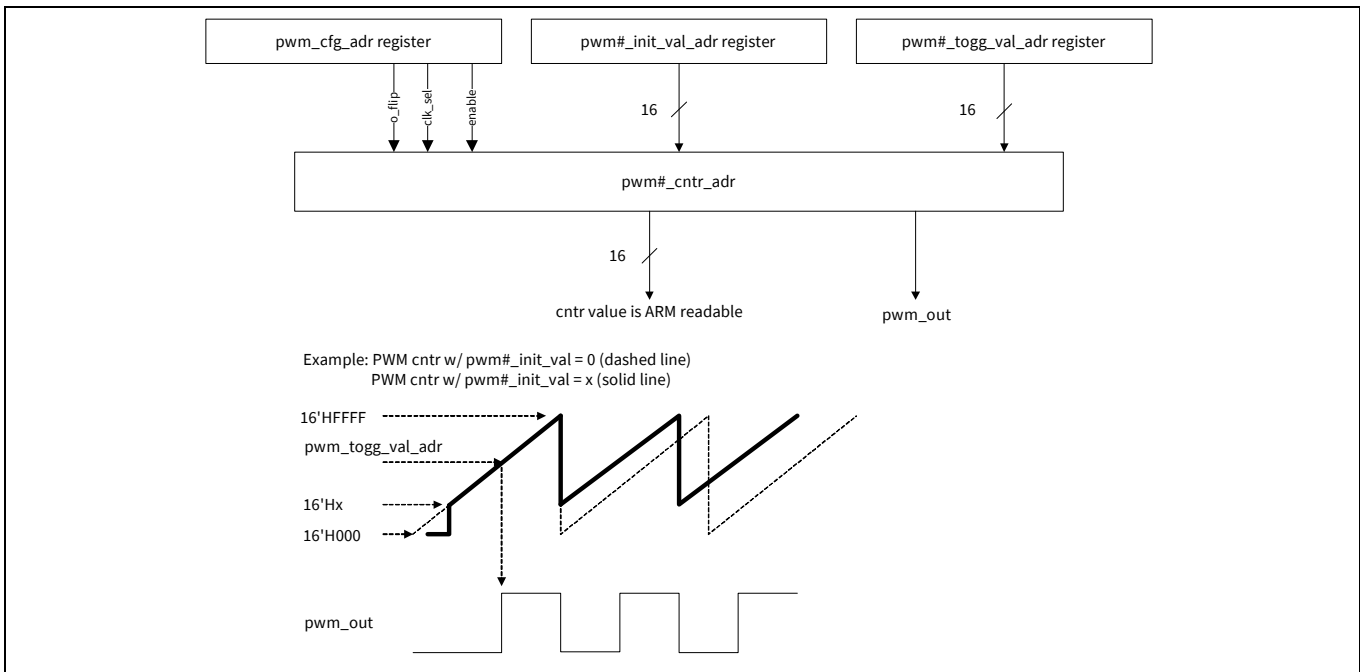 pwm_cfg_adr register
pwm#_init_val_adr register
pwm#_togg_val_adr register
o_flip
clk_sel
enable
16
16
pwm#_cntr_adr
16
cntr value is ARM readable
pwm_out
Example: PWM cntr w/ pwm#_init_val = 0 (dashed line)
PWM cntr w/ pwm#_init_val = x (solid line)
16'HFFFF
pwm_togg_val_adr
16'Hx
16'H000
pwm_out